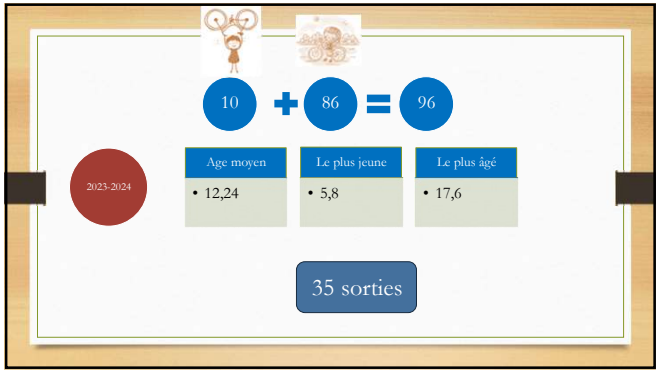 10 + 86 = 96
2023-2024
Age moyen
• 12,24
Le plus jeune
• 5,8
Le plus âgé
• 17,6
35 sorties